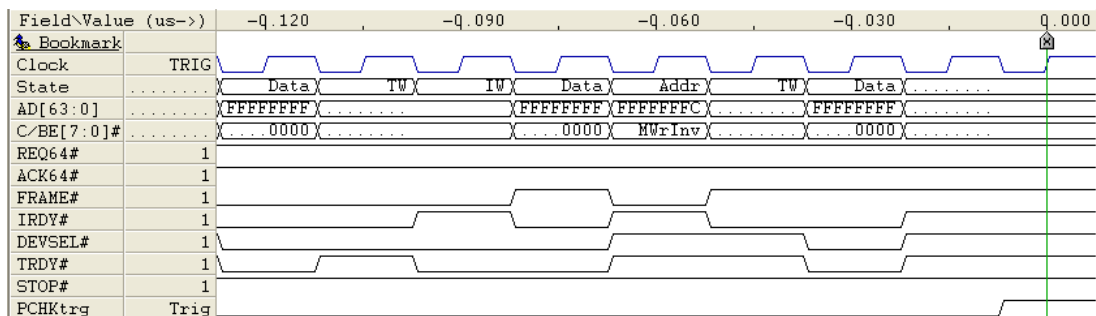 Field\Value (us->) -0.120 -0.090 -0.060 -0.030 0.000
Bookmark
Clock TRIG
State ........ Data TW IW Data Addr TW Data ........
AD[63:0] ........ FFFFFFFF ........ FFFFFFFF FFFFFFFC ........ FFFFFFFF ........
C/BE[7:0]# ........ ....0000 ........ ....0000 MWrInv ........ ....0000 ........
REQ64# 1
ACK64# 1
FRAME# 1
IRDY# 1
DEVSEL# 1
TRDY# 1
STOP# 1
PCHKtrg Trig